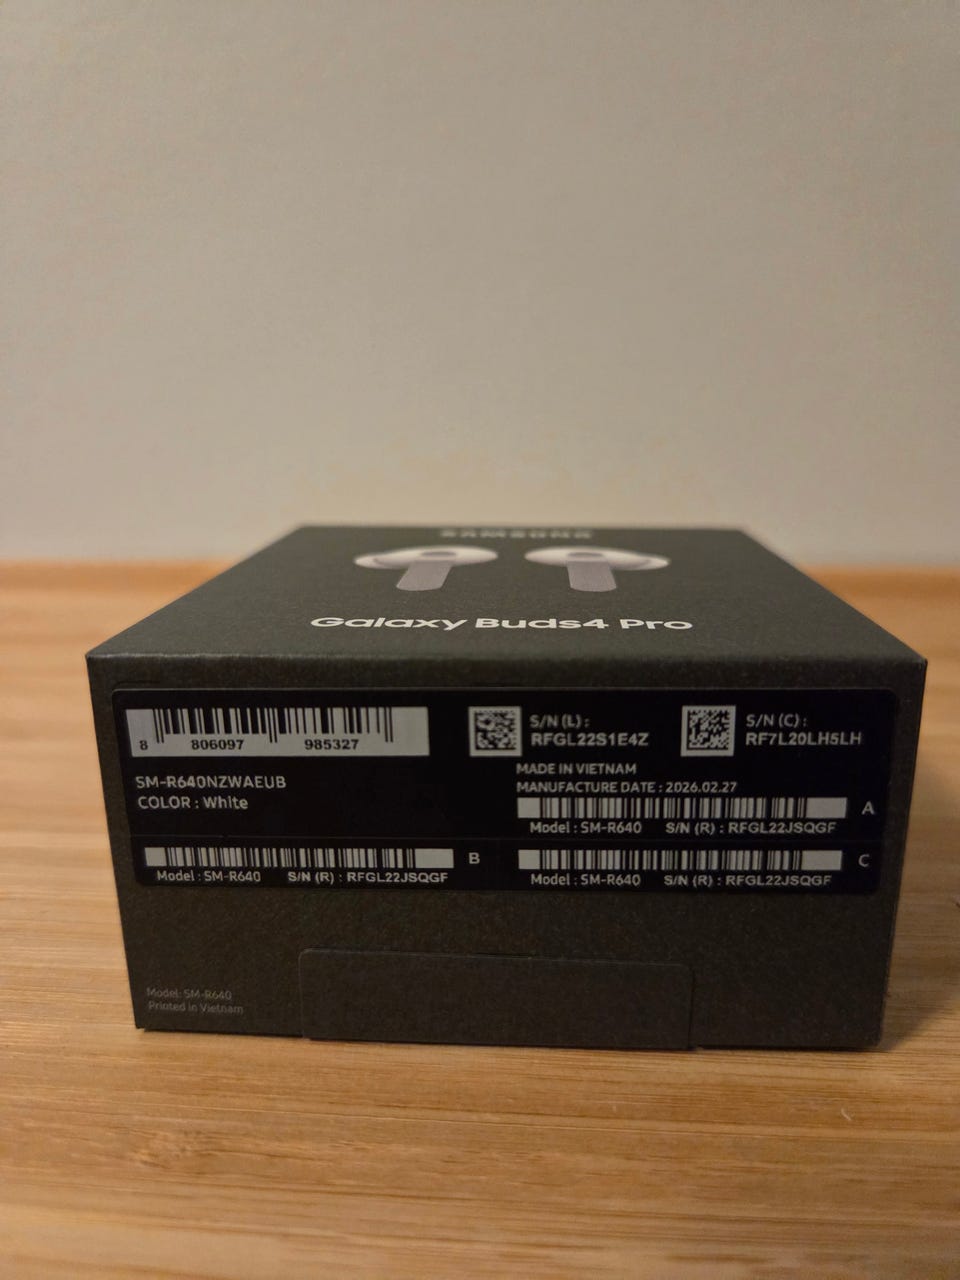 SAMSUNG
Galaxy Buds4 Pro
8 806097 985327
SM-R640NZWAEUB
COLOR : White
S/N (L) :
RFGL22S1E4Z
S/N (C) :
RF7L20LH5LH
MADE IN VIETNAM
MANUFACTURE DATE : 2026.02.27
A
Model : SM-R640 S/N (R) : RFGL22JSQGF
B
Model : SM-R640 S/N (R) : RFGL22JSQGF
C
Model : SM-R640 S/N (R) : RFGL22JSQGF
Model: SM-R640
Printed in Vietnam